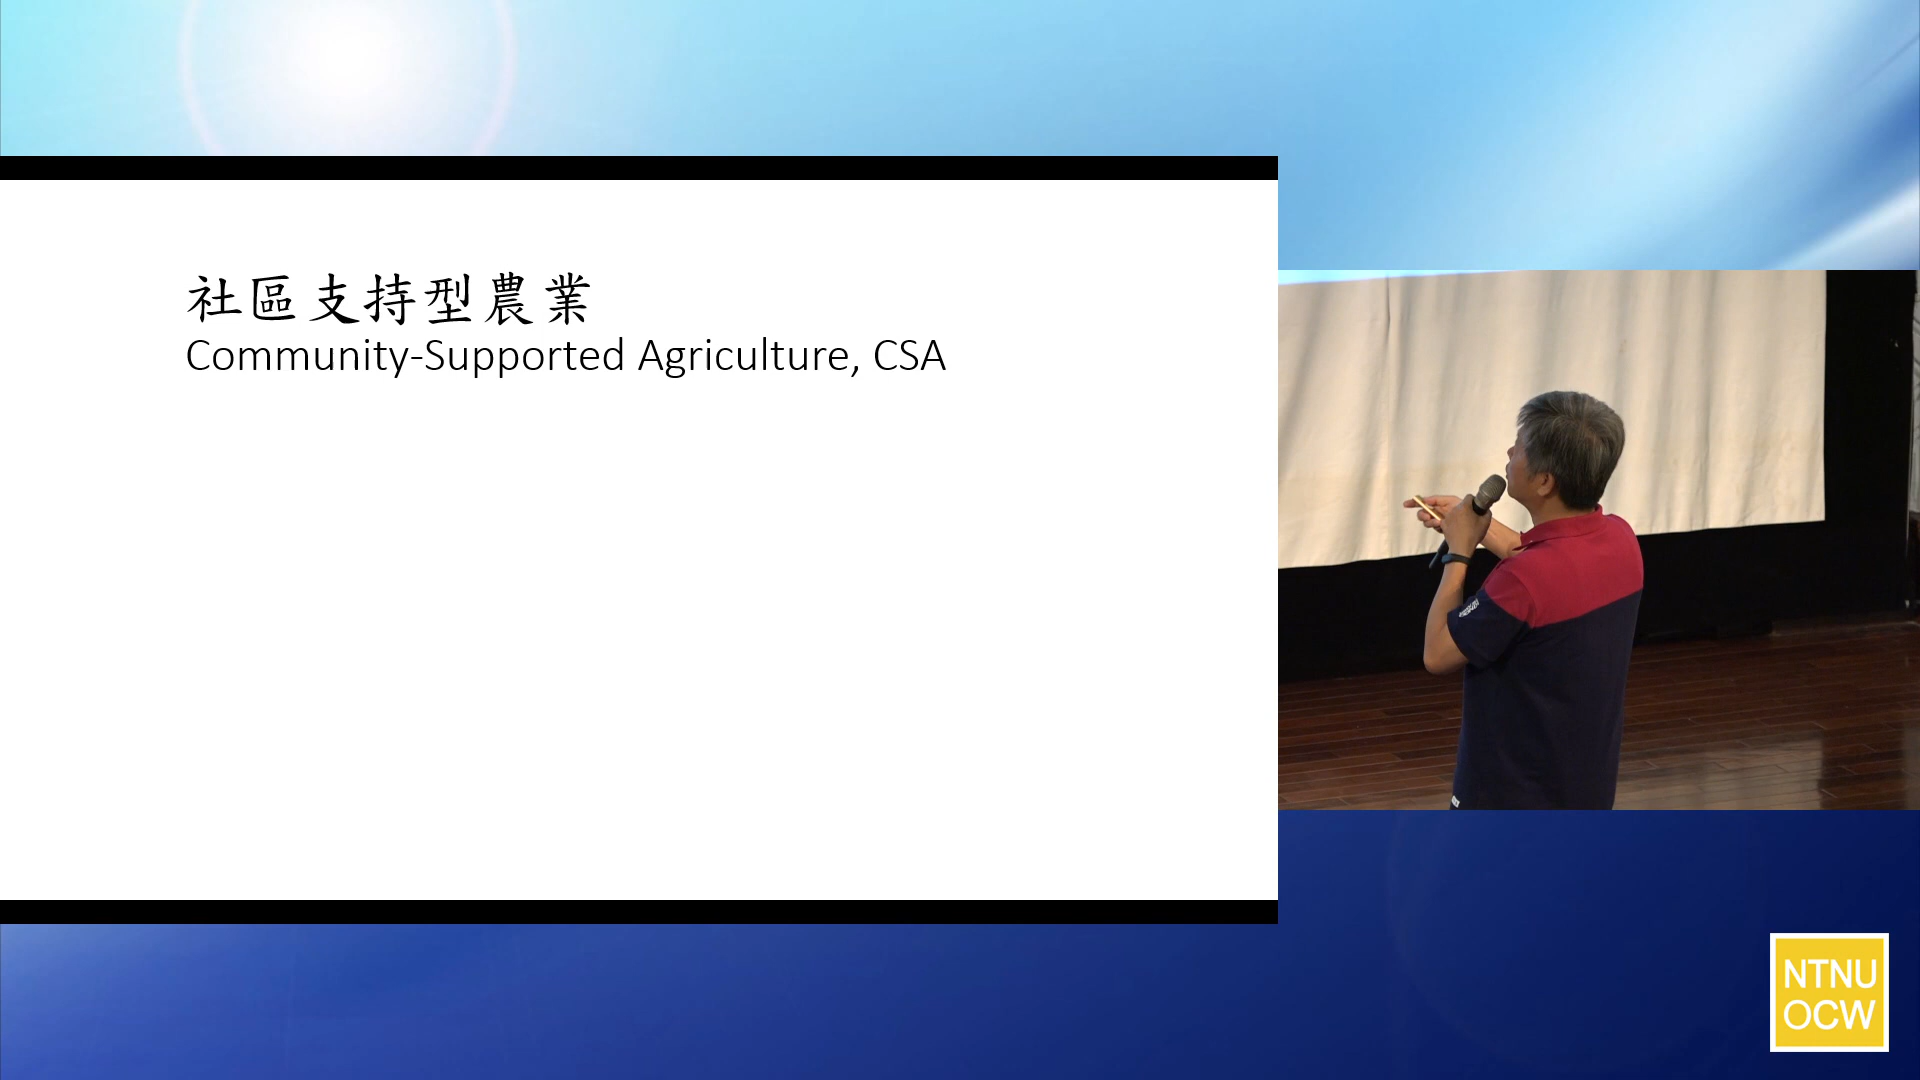 社區支持型農業
Community-Supported Agriculture, CSA
NTNU
OCW